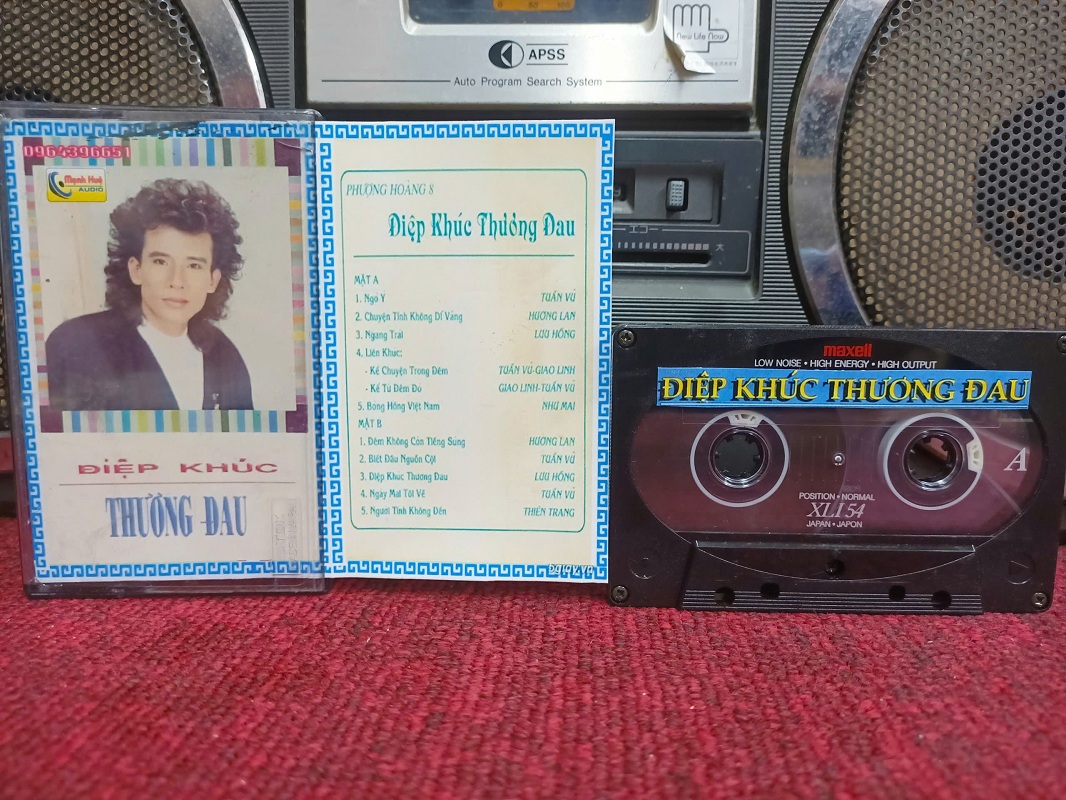 New Life Now
APSS
Auto Program Search System
0964396651
Mạnh Huệ
AUDIO
ĐIỆP KHÚC
THƯƠNG ĐAU
PHƯỢNG HOÀNG 8
Điệp Khúc Thương Đau
MẶT A
1. Ngỏ Ý TUẤN VŨ
2. Chuyện Tình Không Dĩ Vãng HƯƠNG LAN
3. Ngang Trái LƯU HỒNG
4. Liên Khúc:
- Kể Chuyện Trong Đêm TUẤN VŨ-GIAO LINH
- Kể Từ Đêm Đó GIAO LINH-TUẤN VŨ
5. Bông Hồng Việt Nam NHƯ MAI
MẶT B
1. Đêm Không Còn Tiếng Súng HƯƠNG LAN
2. Biết Đâu Nguồn Cội TUẤN VŨ
3. Điệp Khúc Thương Đau LƯU HỒNG
4. Ngày Mai Tôi Về TUẤN VŨ
5. Người Tình Không Đến THIÊN TRANG
maxell
LOW NOISE • HIGH ENERGY • HIGH OUTPUT
ĐIỆP KHÚC THƯƠNG ĐAU
A
POSITION • NORMAL
XLI 54
JAPAN • JAPON